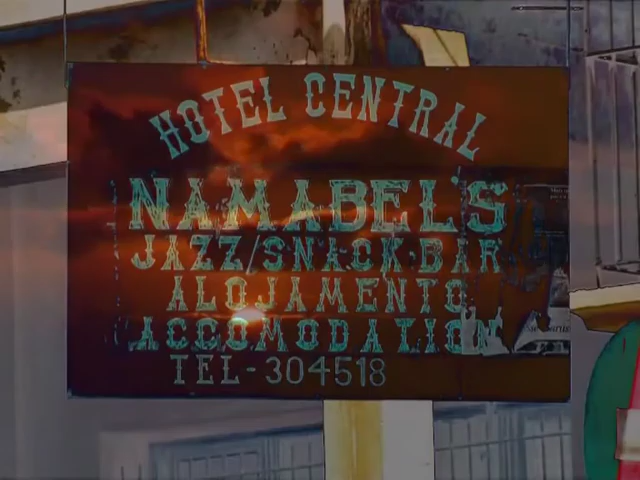 HOTEL CENTRAL
NAMABEL'S
JAZZ/SNACK·BAR
ALOJAMENTO
ACCOMODATION
TEL-304518